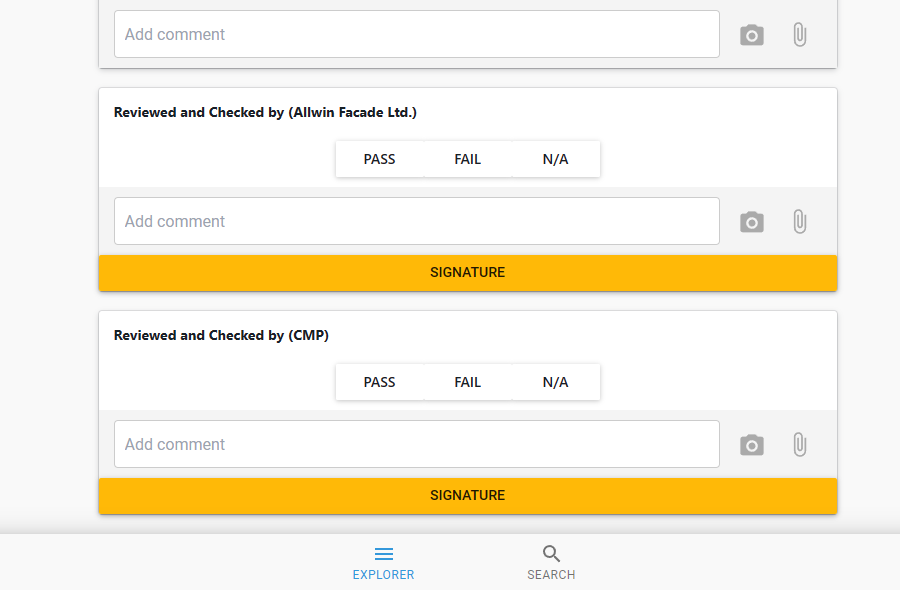 Add comment
Reviewed and Checked by (Allwin Facade Ltd.)
PASS FAIL N/A
Add comment
SIGNATURE
Reviewed and Checked by (CMP)
PASS FAIL N/A
Add comment
SIGNATURE
EXPLORER SEARCH